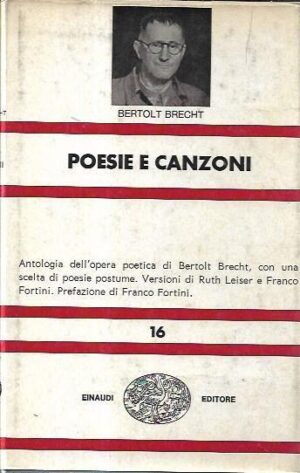 BERTOLT BRECHT
POESIE E CANZONI
Antologia dell'opera poetica di Bertolt Brecht, con una
scelta di poesie postume. Versioni di Ruth Leiser e Franco
Fortini. Prefazione di Franco Fortini.
16
EINAUDI EDITORE